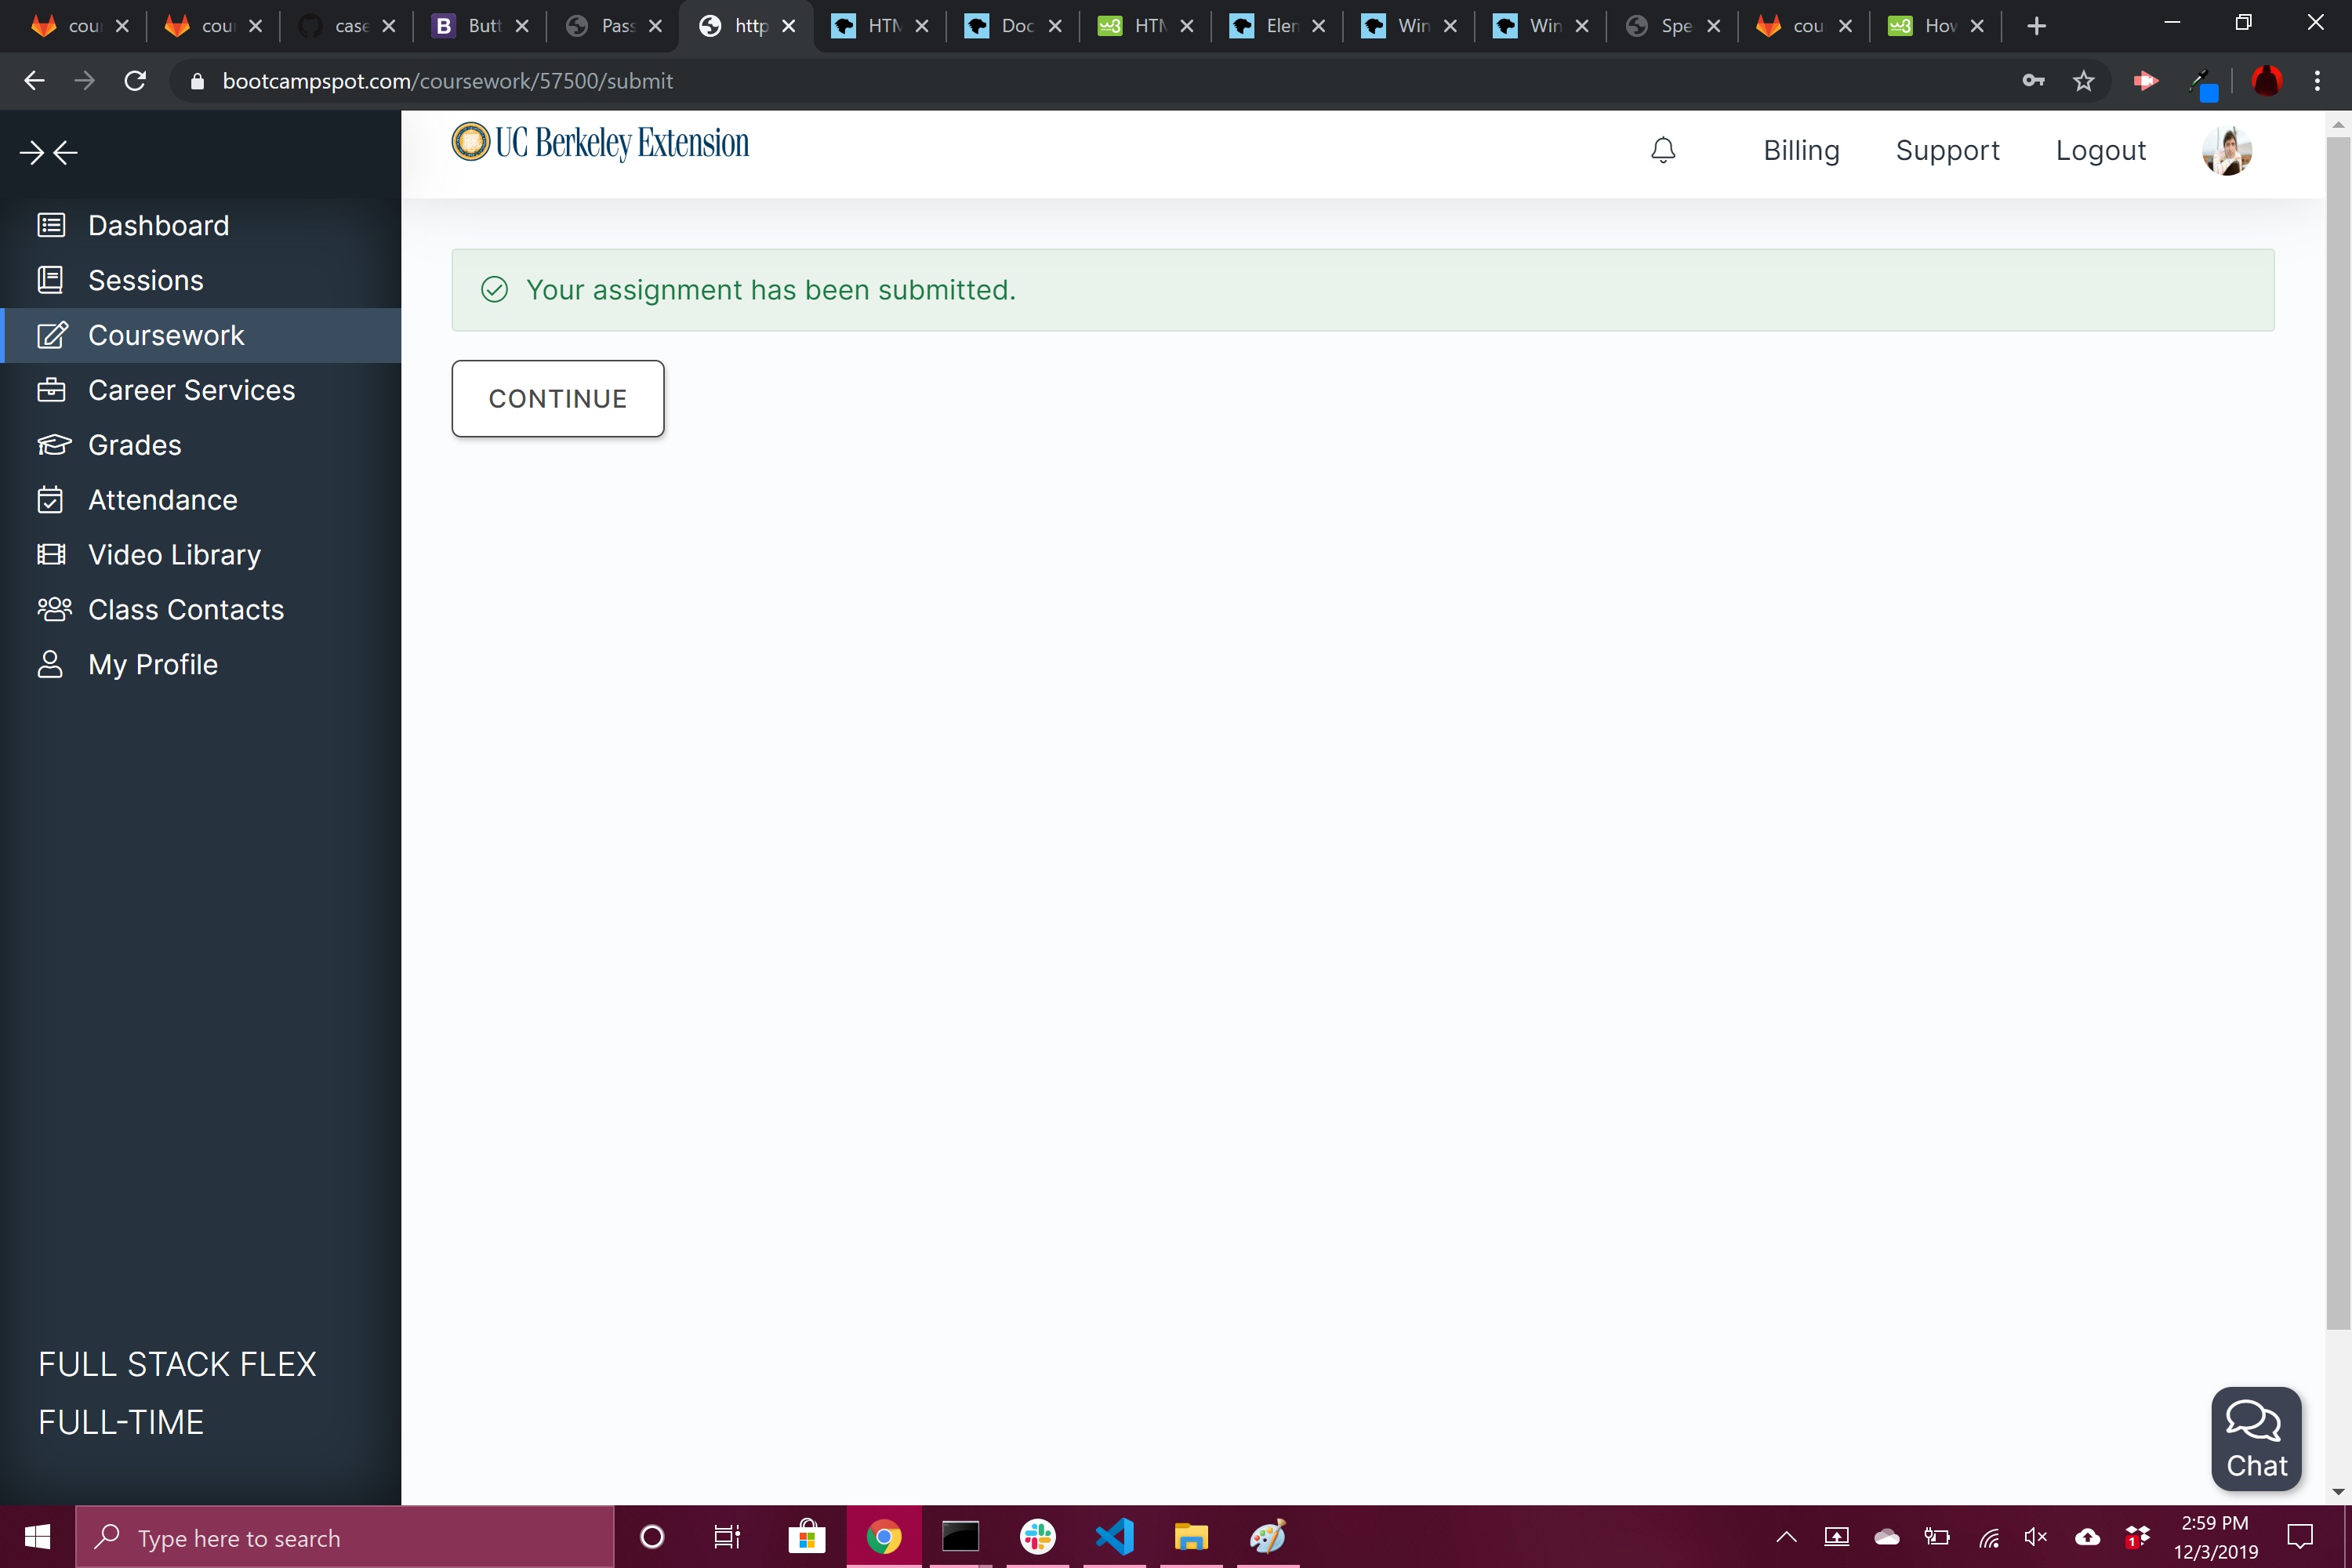 cou
cou
case
Butt
Pass
http
HTM
Doc
HTM
Elen
Win
Win
Spe
cou
How
bootcampspot.com/coursework/57500/submit
UC Berkeley Extension
Billing
Support
Logout
Dashboard
Sessions
Coursework
Career Services
Grades
Attendance
Video Library
Class Contacts
My Profile
Your assignment has been submitted.
CONTINUE
FULL STACK FLEX
FULL-TIME
Chat
Type here to search
1
2:59 PM
12/3/2019